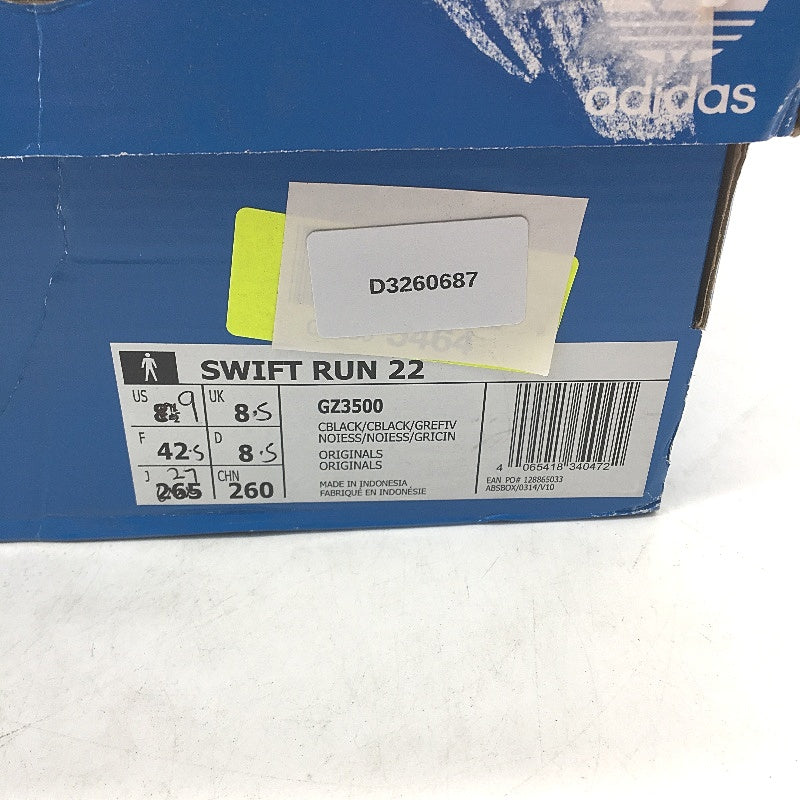 adidas
D3260687
5464
SWIFT RUN 22
US 9
UK 8.5
GZ3500
CBLACK/CBLACK/GREFIV
NOIESS/NOIESS/GRICIN
F 42.5
D 8.5
ORIGINALS
ORIGINALS
J 27
265
CHN 260
MADE IN INDONESIA
FABRIQUÉ EN INDONÉSIE
4 065418 340472
EAN PO# 128865033
ABSBOX/0314/V10